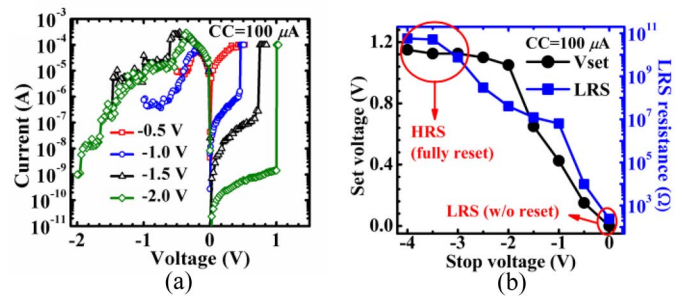 (a)
CC=100 μA
Current (A)
10⁻³
10⁻⁴
10⁻⁵
10⁻⁶
10⁻⁷
10⁻⁸
10⁻⁹
10⁻¹⁰
10⁻¹¹
-0.5 V
-1.0 V
-1.5 V
-2.0 V
-2 -1 0 1
Voltage (V)
(a)
(b)
CC=100 μA
Vset
LRS
Set voltage (V)
1.2
0.8
0.4
0.0
HRS
(fully reset)
LRS (w/o reset)
10¹¹
10⁹
10⁷
10⁵
10³
LRS resistance (Ω)
-4 -3 -2 -1 0
Stop voltage (V)
(b)